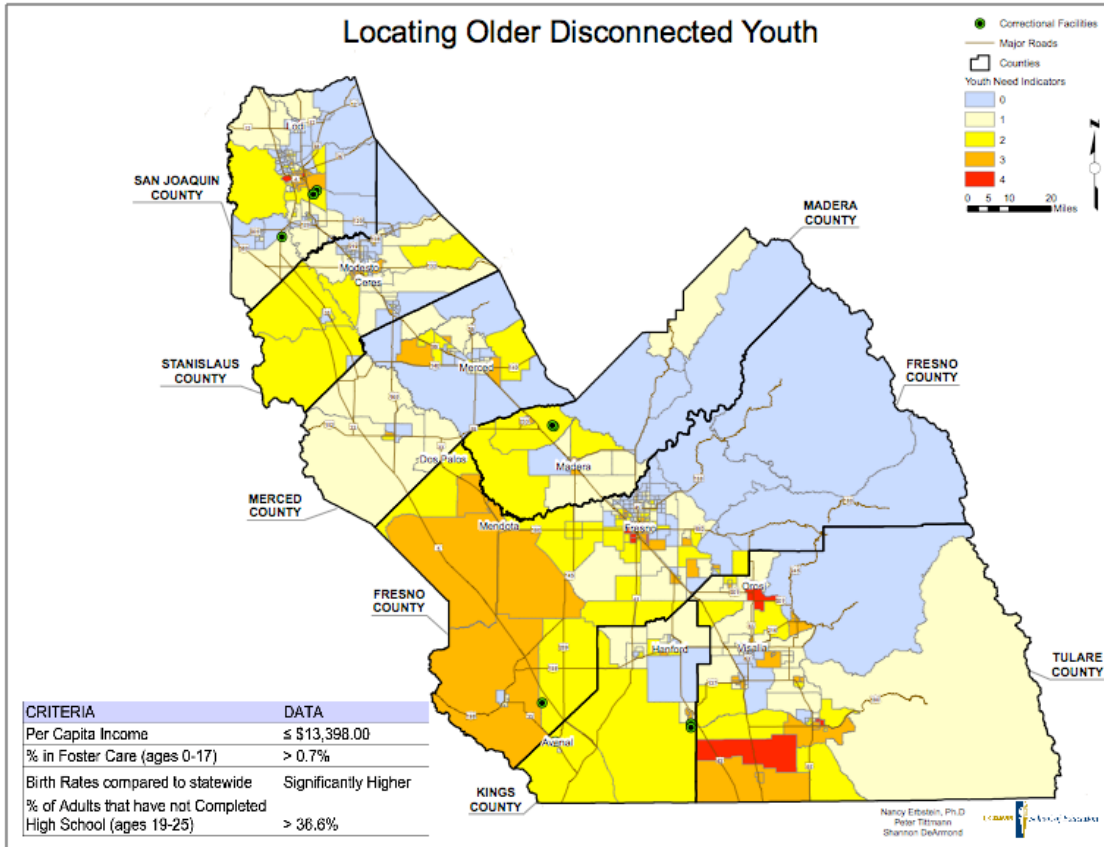 Locating Older Disconnected Youth
Correctional Facilities
Major Roads
Counties
Youth Need Indicators
0
1
2
3
4
0 5 10 20
Miles
MADERA
COUNTY
SAN JOAQUIN
COUNTY
Lodi
Modesto
Ceres
STANISLAUS
COUNTY
FRESNO
COUNTY
Merced
Dos Palos
Madera
MERCED
COUNTY
Mendota
Fresno
FRESNO
COUNTY
Orosi
Hanford
Visalia
TULARE
COUNTY
Avenal
KINGS
COUNTY
CRITERIA DATA
Per Capita Income ≤ $13,398.00
% in Foster Care (ages 0-17) > 0.7%
Birth Rates compared to statewide Significantly Higher
% of Adults that have not Completed
High School (ages 19-25) > 36.6%
Nancy Erbstein, Ph.D
Peter Tittmann
Shannon DeArmond